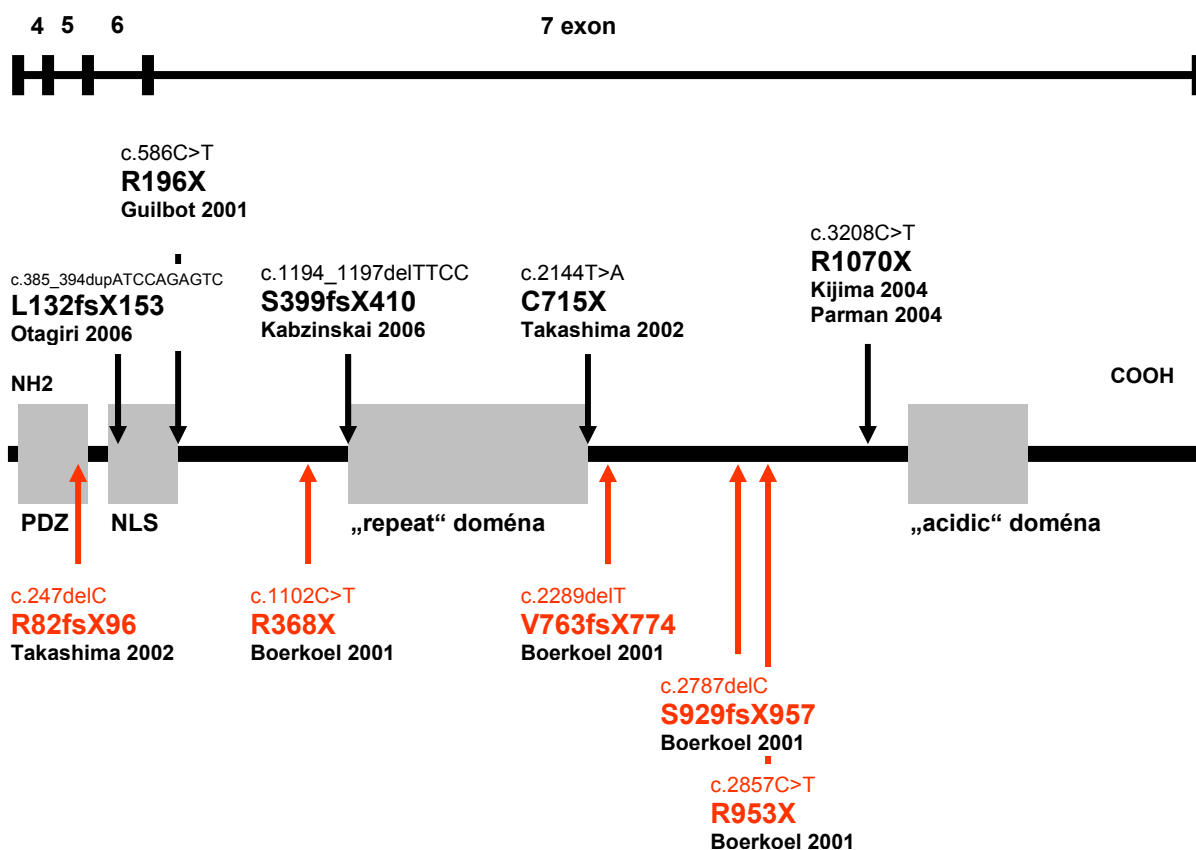 4 5 6 7 exon
c.586C>T
R196X
Guilbot 2001
c.385_394dupATCCAGAGTC
L132fsX153
Otagiri 2006
c.1194_1197delTTCC
S399fsX410
Kabzinskai 2006
c.2144T>A
C715X
Takashima 2002
c.3208C>T
R1070X
Kijima 2004
Parman 2004
NH2
COOH
PDZ
NLS
„repeat“ doména
„acidic“ doména
c.247delC
R82fsX96
Takashima 2002
c.1102C>T
R368X
Boerkoel 2001
c.2289delT
V763fsX774
Boerkoel 2001
c.2787delC
S929fsX957
Boerkoel 2001
c.2857C>T
R953X
Boerkoel 2001